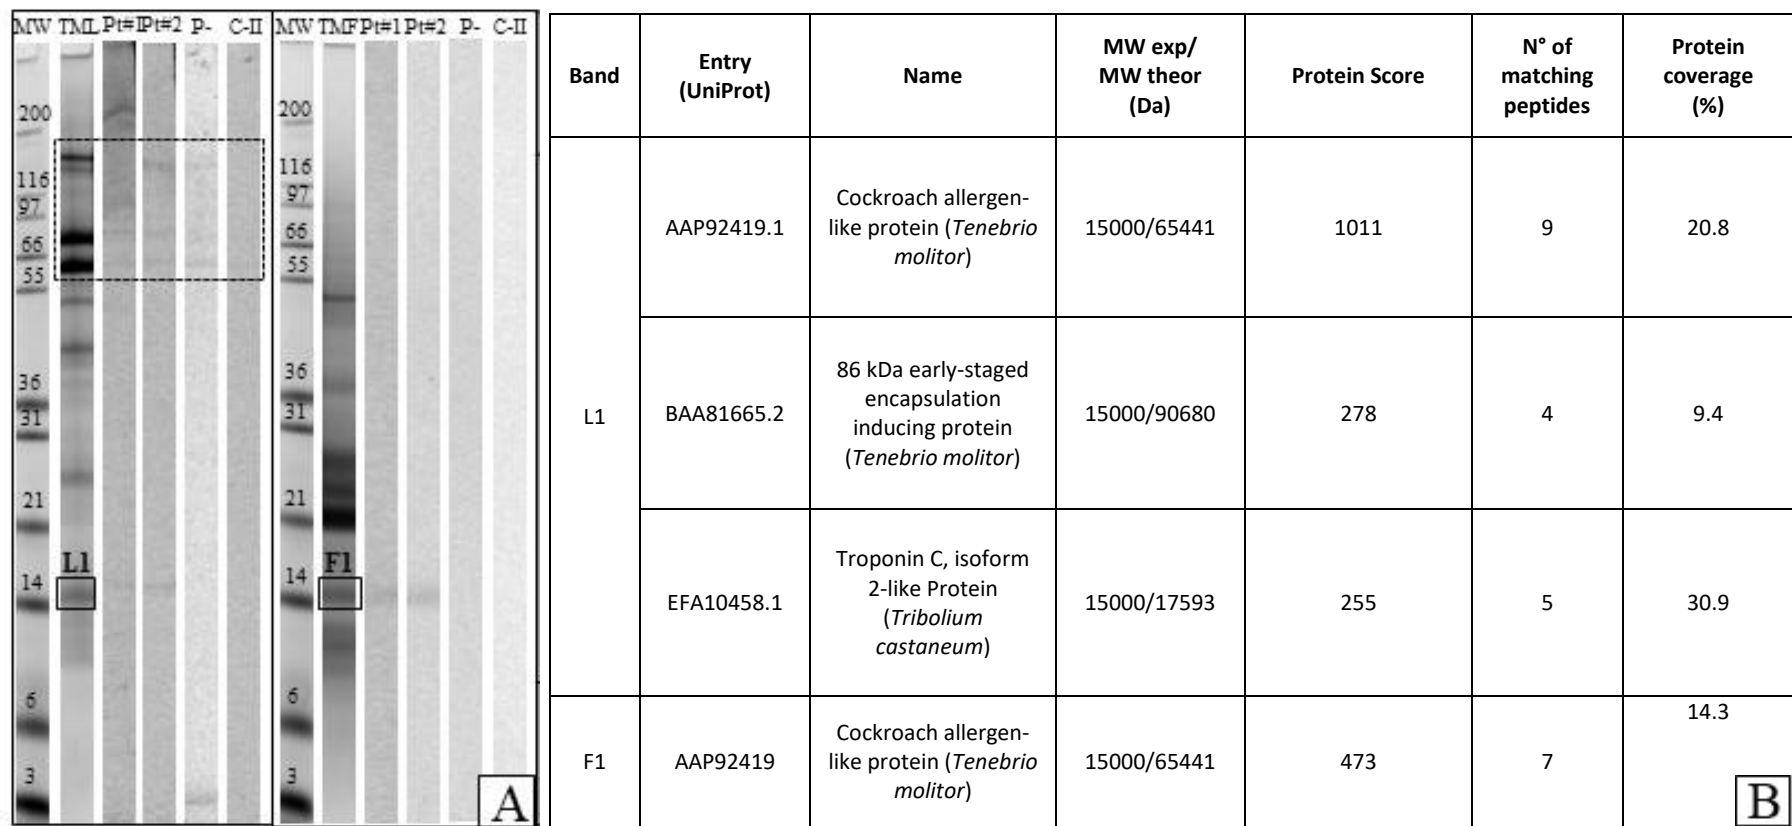 MW TML Pt#1 Pt#2 P- C-II MW TMF Pt#1 Pt#2 P- C-II
200
116
97
66
55
36
31
21
L1
14
6
3
200
116
97
66
55
36
31
21
F1
14
6
3
A
Band
Entry
(UniProt)
Name
MW exp/
MW theor
(Da)
Protein Score
N° of
matching
peptides
Protein
coverage
(%)
L1
AAP92419.1
Cockroach allergen-
like protein (Tenebrio
molitor)
15000/65441
1011
9
20.8
BAA81665.2
86 kDa early-staged
encapsulation
inducing protein
(Tenebrio molitor)
15000/90680
278
4
9.4
EFA10458.1
Troponin C, isoform
2-like Protein
(Tribolium
castaneum)
15000/17593
255
5
30.9
F1
AAP92419
Cockroach allergen-
like protein (Tenebrio
molitor)
15000/65441
473
7
14.3
B